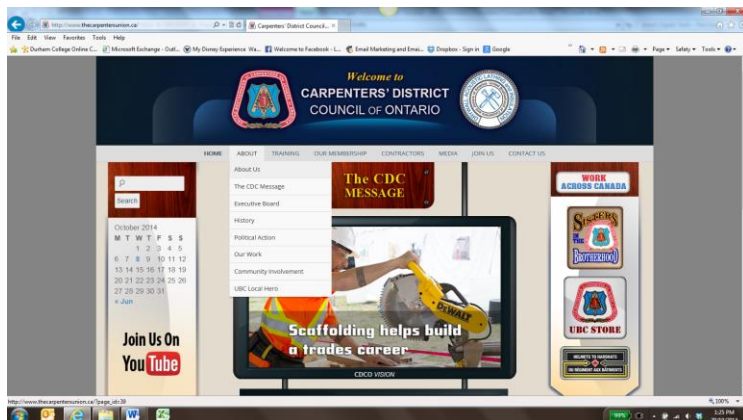 http://www.thecarpentersunion.ca/
Carpenters' District Council...
File Edit View Favorites Tools Help
Durham College Online C... Microsoft Exchange - Outl... My Disney Experience Wa... Welcome to Facebook - L... Email Marketing and Emai... Dropbox - Sign in Google
Page Safety Tools
Welcome to
CARPENTERS' DISTRICT
COUNCIL OF ONTARIO
HOME ABOUT TRAINING OUR MEMBERSHIP CONTRACTORS MEDIA JOIN US CONTACT US
About Us
The CDC Message
Executive Board
History
Political Action
Our Work
Community Involvement
UBC Local Hero
Search
October 2014
M T W T F S S
1 2 3 4 5
6 7 8 9 10 11 12
13 14 15 16 17 18 19
20 21 22 23 24 25 26
27 28 29 30 31
« Jun
Join Us On
YouTube
The CDC
MESSAGE
DEWALT
Scaffolding helps build
a trades career
CDCO VISION
WORK
ACROSS CANADA
SISTERS
IN THE
BROTHERHOOD
UBC STORE
HELMETS TO HARDHATS
DU RÉGIMENT AUX BÂTIMENTS
http://www.thecarpentersunion.ca/?page_id=38
100%
99%
1:25 PM